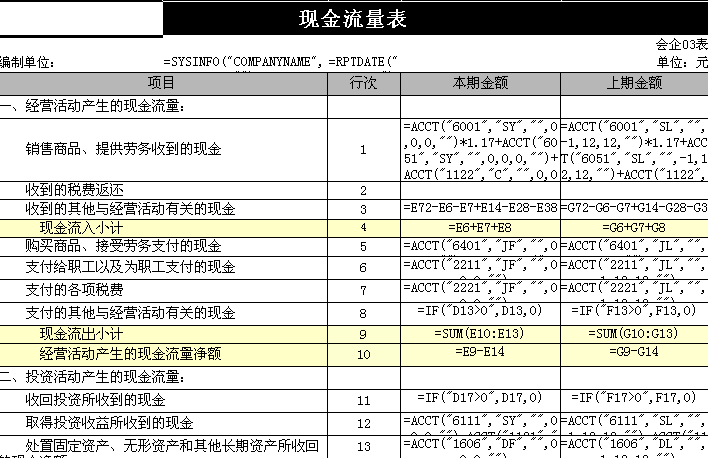 现金流量表
会企03表
编制单位: =SYSINFO("COMPANYNAME", =RPTDATE(" 单位: 元
项目 行次 本期金额 上期金额
一、经营活动产生的现金流量:
销售商品、提供劳务收到的现金 1
=ACCT("6001","SY","",0 =ACCT("6001","SL","",
,0,0,"")*1.17+ACCT("60 -1,12,12,"")*1.17+ACC
51","SY","",0,0,0,"")+ T("6051","SL","",-1,1
ACCT("1122","C","",0,0 2,12,"")+ACCT("1122",
收到的税费返还 2
收到的其他与经营活动有关的现金 3 =E72-E6-E7+E14-E28-E38 =G72-G6-G7+G14-G28-G3
现金流入小计 4 =E6+E7+E8 =G6+G7+G8
购买商品、接受劳务支付的现金 5 =ACCT("6401","JF","",0 =ACCT("6401","JL","",
支付给职工以及为职工支付的现金 6 =ACCT("2211","JF","",0 =ACCT("2211","JL","",
支付的各项税费 7 =ACCT("2221","JF","",0 =ACCT("2221","JL","",
支付的其他与经营活动有关的现金 8 =IF("D13>0",D13,0) =IF("F13>0",F13,0)
现金流出小计 9 =SUM(E10:E13) =SUM(G10:G13)
经营活动产生的现金流量净额 10 =E9-E14 =G9-G14
二、投资活动产生的现金流量:
收回投资所收到的现金 11 =IF("D17>0",D17,0) =IF("F17>0",F17,0)
取得投资收益所收到的现金 12 =ACCT("6111","SY","",0 =ACCT("6111","SL","",
处置固定资产、无形资产和其他长期资产所收回 13 =ACCT("1606","DF","",0 =ACCT("1606","DL","",